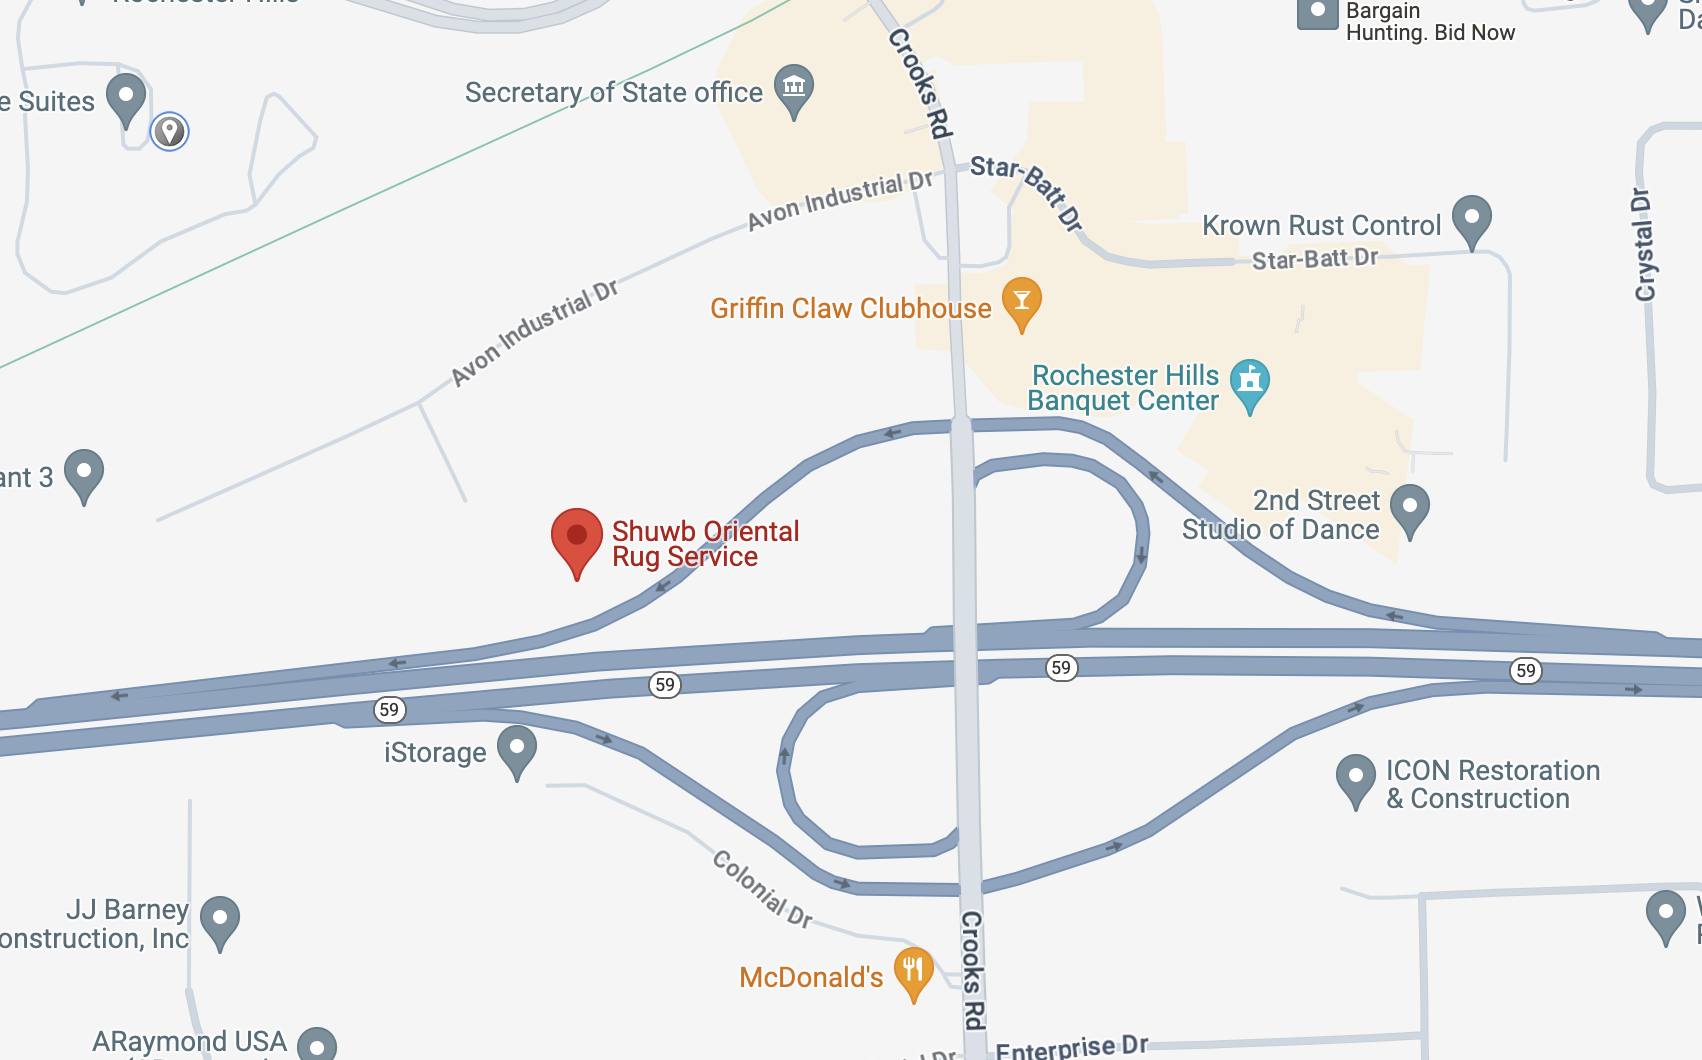 Rochester Hills
Bargain
Hunting. Bid Now
Da
Crooks Rd
e Suites
Secretary of State office
Star-Batt Dr
Avon Industrial Dr
Krown Rust Control
Star-Batt Dr
Crystal Dr
Avon Industrial Dr
Griffin Claw Clubhouse
Rochester Hills
Banquet Center
ant 3
2nd Street
Studio of Dance
Shuwb Oriental
Rug Service
59
59
59
59
iStorage
ICON Restoration
& Construction
Colonial Dr
JJ Barney
onstruction, Inc
Crooks Rd
McDonald's
ARaymond USA
Enterprise Dr
Dr